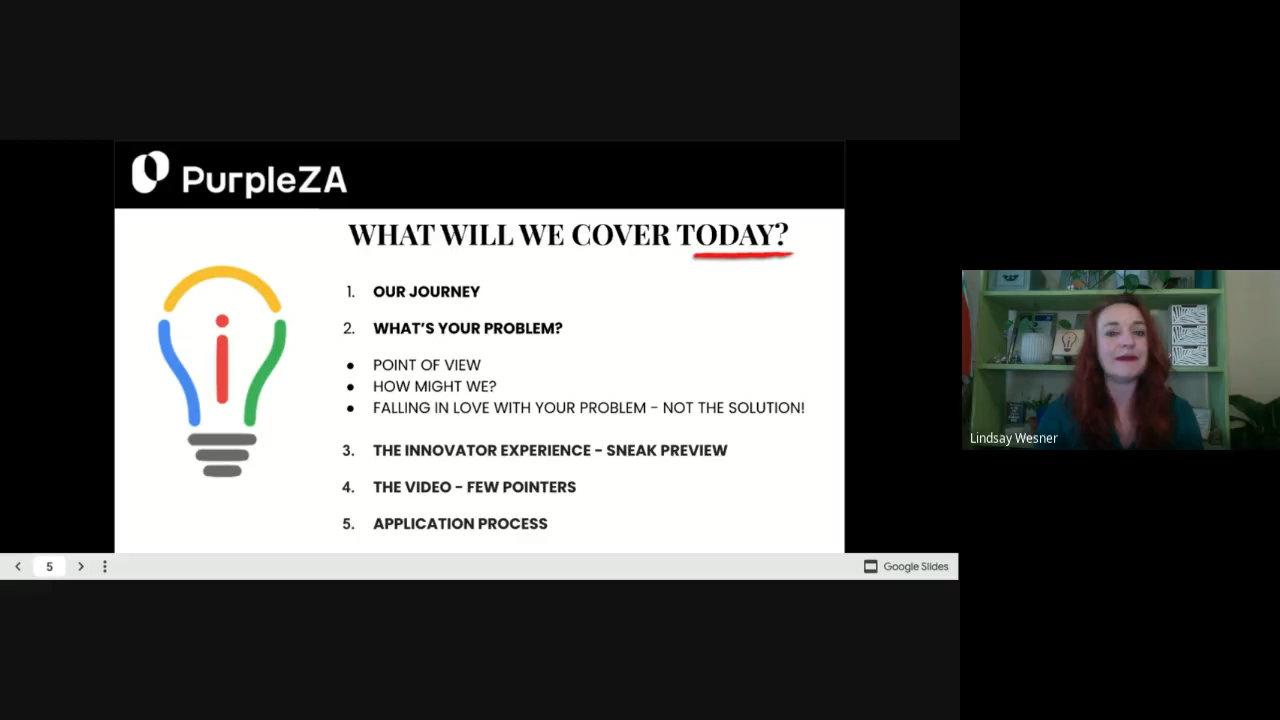 PurpleZA
WHAT WILL WE COVER TODAY?
1. OUR JOURNEY
2. WHAT'S YOUR PROBLEM?
● POINT OF VIEW
● HOW MIGHT WE?
● FALLING IN LOVE WITH YOUR PROBLEM - NOT THE SOLUTION!
3. THE INNOVATOR EXPERIENCE - SNEAK PREVIEW
4. THE VIDEO - FEW POINTERS
5. APPLICATION PROCESS
5
Google Slides
Lindsay Wesner